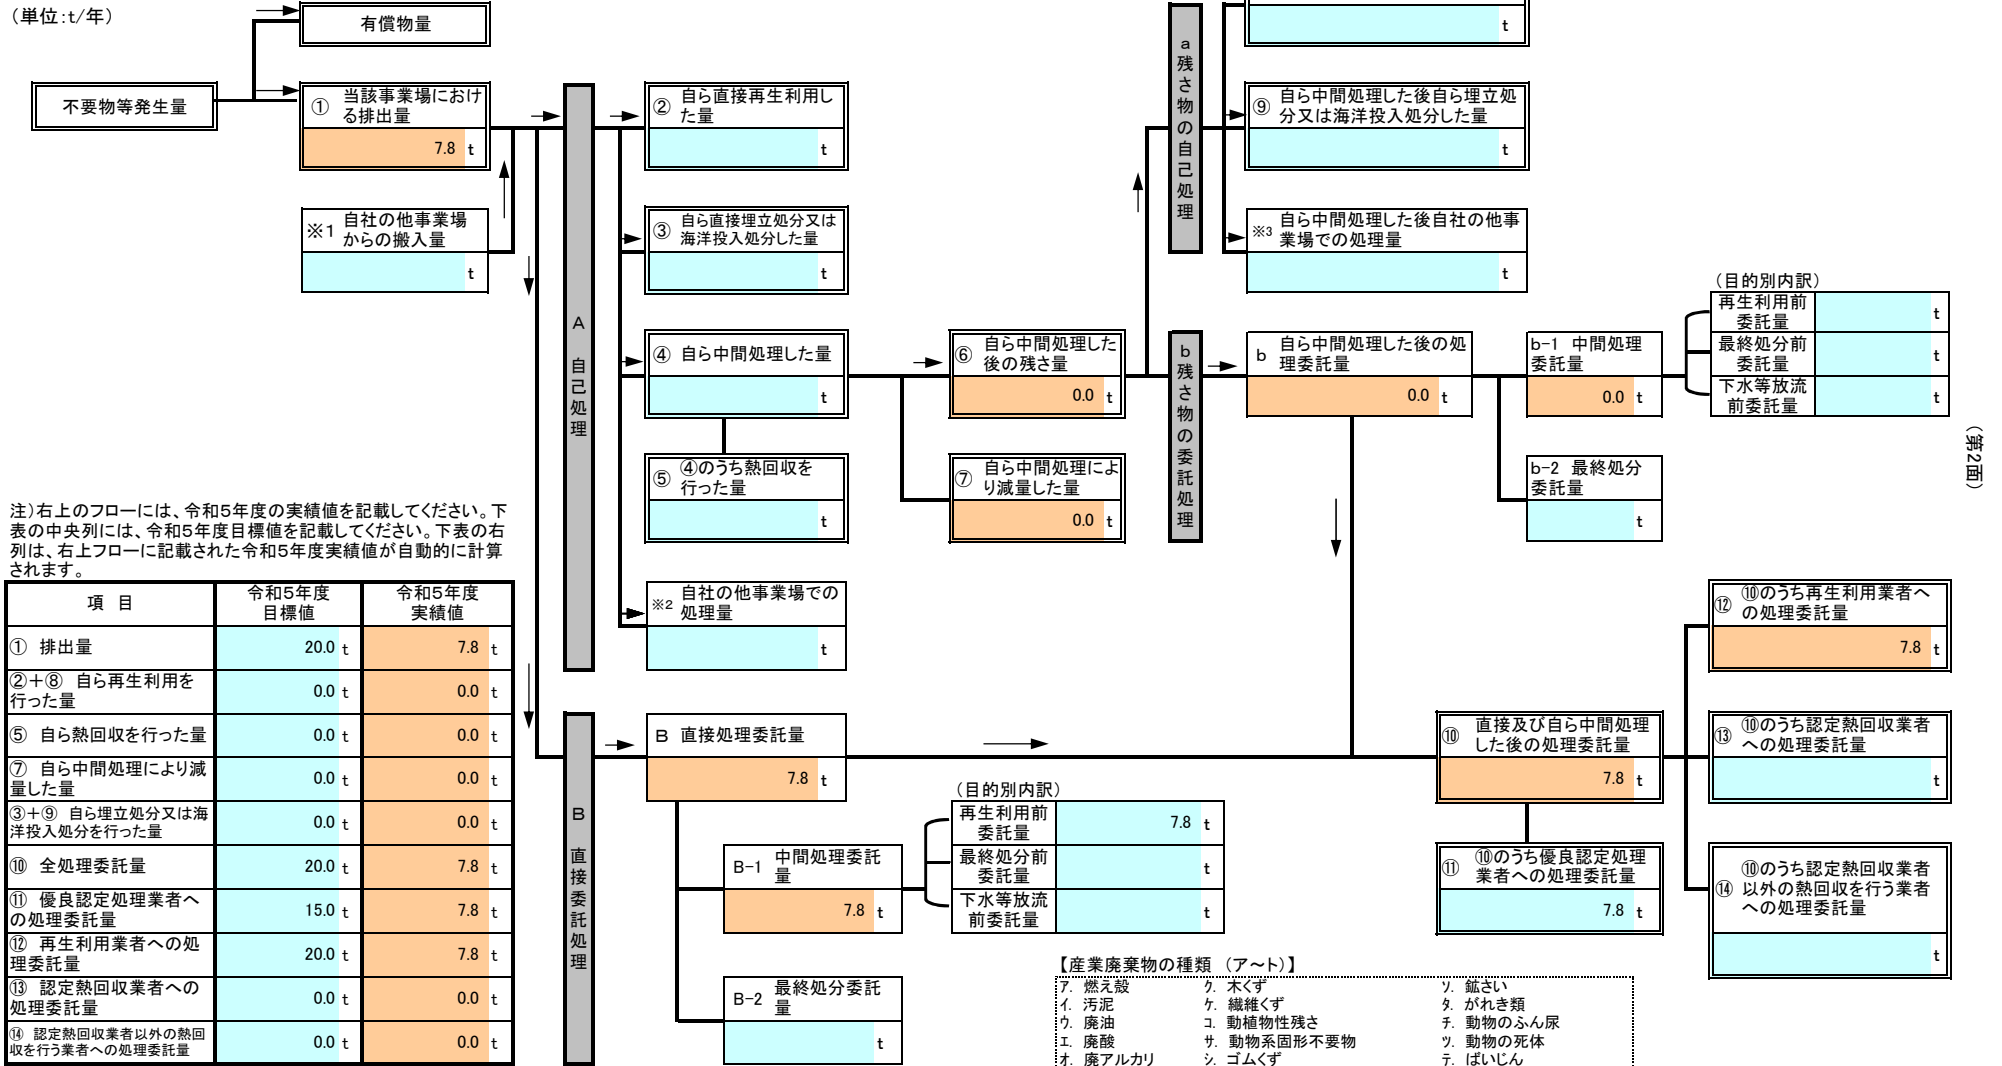 (単位:t/年)
有償物量
不要物等発生量
① 当該事業場におけ
る排出量
7.8 t
※1 自社の他事業場
からの搬入量
t
A 自己処理
② 自ら直接再生利用し
た量
t
③ 自ら直接埋立処分又は
海洋投入処分した量
t
④ 自ら中間処理した量
t
⑤ ④のうち熱回収を
行った量
t
※2 自社の他事業場での
処理量
t
⑥ 自ら中間処理した
後の残さ量
0.0 t
⑦ 自ら中間処理によ
り減量した量
0.0 t
a 残さ物の自己処理
t
⑨ 自ら中間処理した後自ら埋立処
分又は海洋投入処分した量
t
※3 自ら中間処理した後自社の他事
業場での処理量
t
b 残さ物の委託処理
b 自ら中間処理した後の処
理委託量
0.0 t
b-1 中間処理
委託量
0.0 t
b-2 最終処分
委託量
t
(目的別内訳)
再生利用前
委託量
t
最終処分前
委託量
t
下水等放流
前委託量
t
(第2面)
注)右上のフローには、令和5年度の実績値を記載してください。下
表の中央列には、令和5年度目標値を記載してください。下表の右
列は、右上フローに記載された令和5年度実績値が自動的に計算
されます。
項 目 令和5年度
目標値 令和5年度
実績値
① 排出量 20.0 t 7.8 t
②+⑧ 自ら再生利用を
行った量 0.0 t 0.0 t
⑤ 自ら熱回収を行った量 0.0 t 0.0 t
⑦ 自ら中間処理により減
量した量 0.0 t 0.0 t
③+⑨ 自ら埋立処分又は海
洋投入処分を行った量 0.0 t 0.0 t
⑩ 全処理委託量 20.0 t 7.8 t
⑪ 優良認定処理業者へ
の処理委託量 15.0 t 7.8 t
⑫ 再生利用業者への処
理委託量 20.0 t 7.8 t
⑬ 認定熱回収業者への
処理委託量 0.0 t 0.0 t
⑭ 認定熱回収業者以外の熱回
収を行う業者への処理委託量 0.0 t 0.0 t
B 直接委託処理
B 直接処理委託量
7.8 t
B-1 中間処理委託
量
7.8 t
B-2 最終処分委託
量
t
(目的別内訳)
再生利用前
委託量
7.8 t
最終処分前
委託量
t
下水等放流
前委託量
t
⑩ 直接及び自ら中間処理
した後の処理委託量
7.8 t
⑪ ⑩のうち優良認定処理
業者への処理委託量
7.8 t
⑫ ⑩のうち再生利用業者へ
の処理委託量
7.8 t
⑬ ⑩のうち認定熱回収業者
への処理委託量
t
⑭ ⑩のうち認定熱回収業者
以外の熱回収を行う業者
への処理委託量
t
【産業廃棄物の種類 (ア～ト)】
ア. 燃え殻 ク. 木くず ソ. 鉱さい
イ. 汚泥 ケ. 繊維くず タ. がれき類
ウ. 廃油 コ. 動植物性残さ チ. 動物のふん尿
エ. 廃酸 サ. 動物系固形不要物 ツ. 動物の死体
オ. 廃アルカリ シ. ゴムくず テ. ばいじん